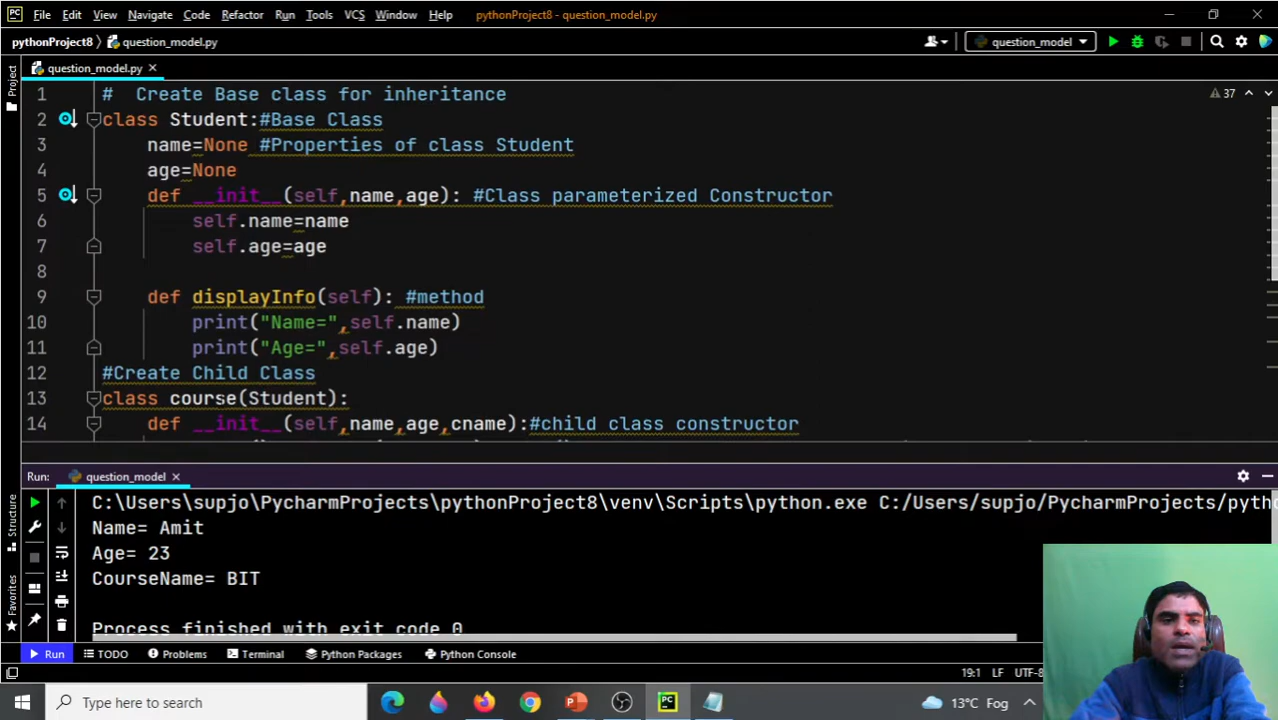 PC File Edit View Navigate Code Refactor Run Tools VCS Window Help pythonProject8 - question_model.py
pythonProject8 question_model.py question_model
question_model.py
Project
37
1 # Create Base class for inheritance
2 class Student:#Base Class
3 name=None #Properties of class Student
4 age=None
5 def __init__(self,name,age): #Class parameterized Constructor
6 self.name=name
7 self.age=age
8
9 def displayInfo(self): #method
10 print("Name=",self.name)
11 print("Age=",self.age)
12 #Create Child Class
13 class course(Student):
14 def __init__(self,name,age,cname):#child class constructor
Run: question_model
Structure
Favorites
C:\Users\supjo\PycharmProjects\pythonProject8\venv\Scripts\python.exe C:/Users/supjo/PycharmProjects/pyth
Name= Amit
Age= 23
CourseName= BIT
Process finished with exit code 0
Run TODO Problems Terminal Python Packages Python Console
19:1 LF UTF-8
Type here to search
PC
13°C Fog